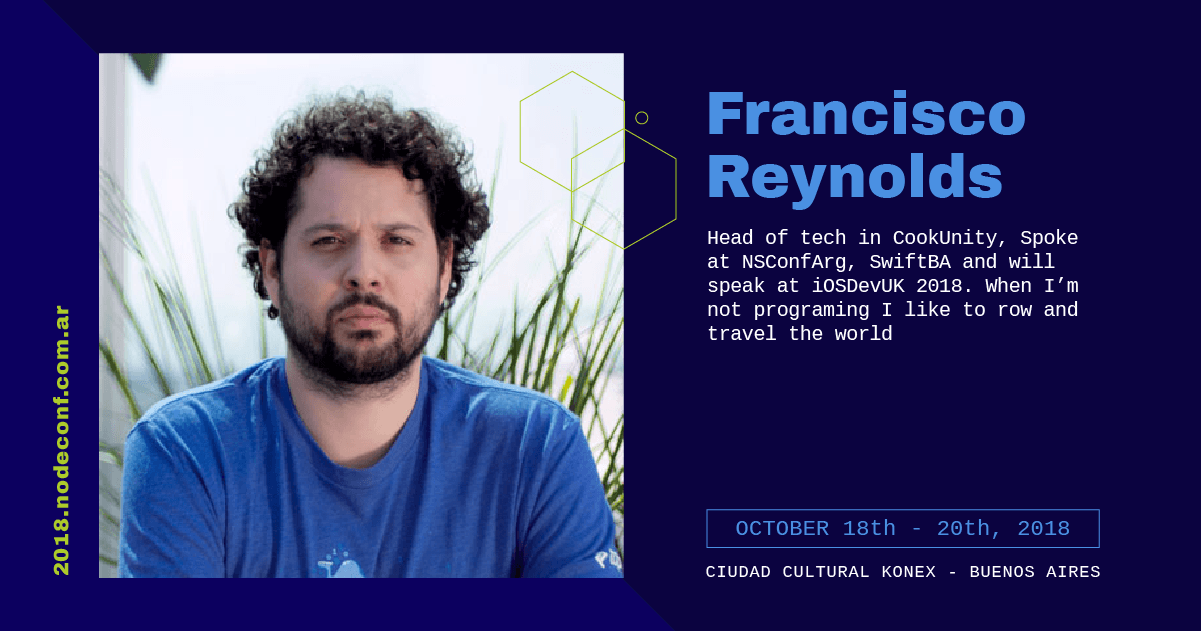 2018.nodeconf.com.ar
Francisco
Reynolds
Head of tech in CookUnity, Spoke
at NSConfArg, SwiftBA and will
speak at iOSDevUK 2018. When I’m
not programing I like to row and
travel the world
OCTOBER 18th - 20th, 2018
CIUDAD CULTURAL KONEX - BUENOS AIRES